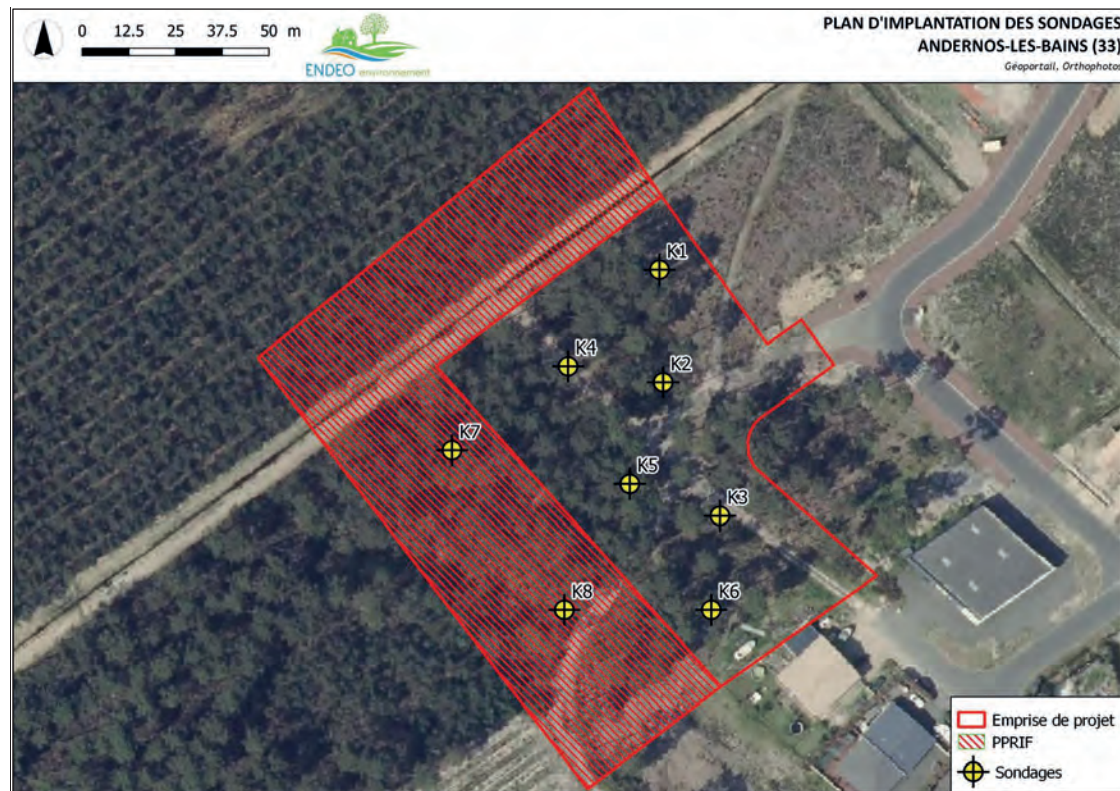 0 12.5 25 37.5 50 m
ENDEO environnement
PLAN D'IMPLANTATION DES SONDAGES
ANDERNOS-LES-BAINS (33)
Géoportail, Orthophotos
K1
K4
K2
K7
K5
K3
K8
K6
Emprise de projet
PPRIF
Sondages